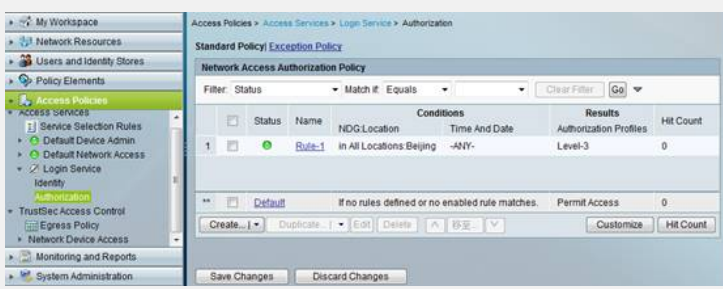 My Workspace
Network Resources
Users and Identity Stores
Policy Elements
Access Policies
Access Services
Service Selection Rules
Default Device Admin
Default Network Access
Login Service
Identity
Authorization
TrustSec Access Control
Egress Policy
Network Device Access
Monitoring and Reports
System Administration
Access Policies > Access Services > Login Service > Authorization
Standard Policy| Exception Policy
Network Access Authorization Policy
Filter: Status Match if: Equals Clear Filter Go
Status Name Conditions Results Hit Count
NDG:Location Time And Date Authorization Profiles
1 Rule-1 in All Locations:Beijing -ANY- Level-3 0
** Default If no rules defined or no enabled rule matches. Permit Access 0
Create... | Duplicate... | Edit Delete 移至... Customize Hit Count
Save Changes Discard Changes